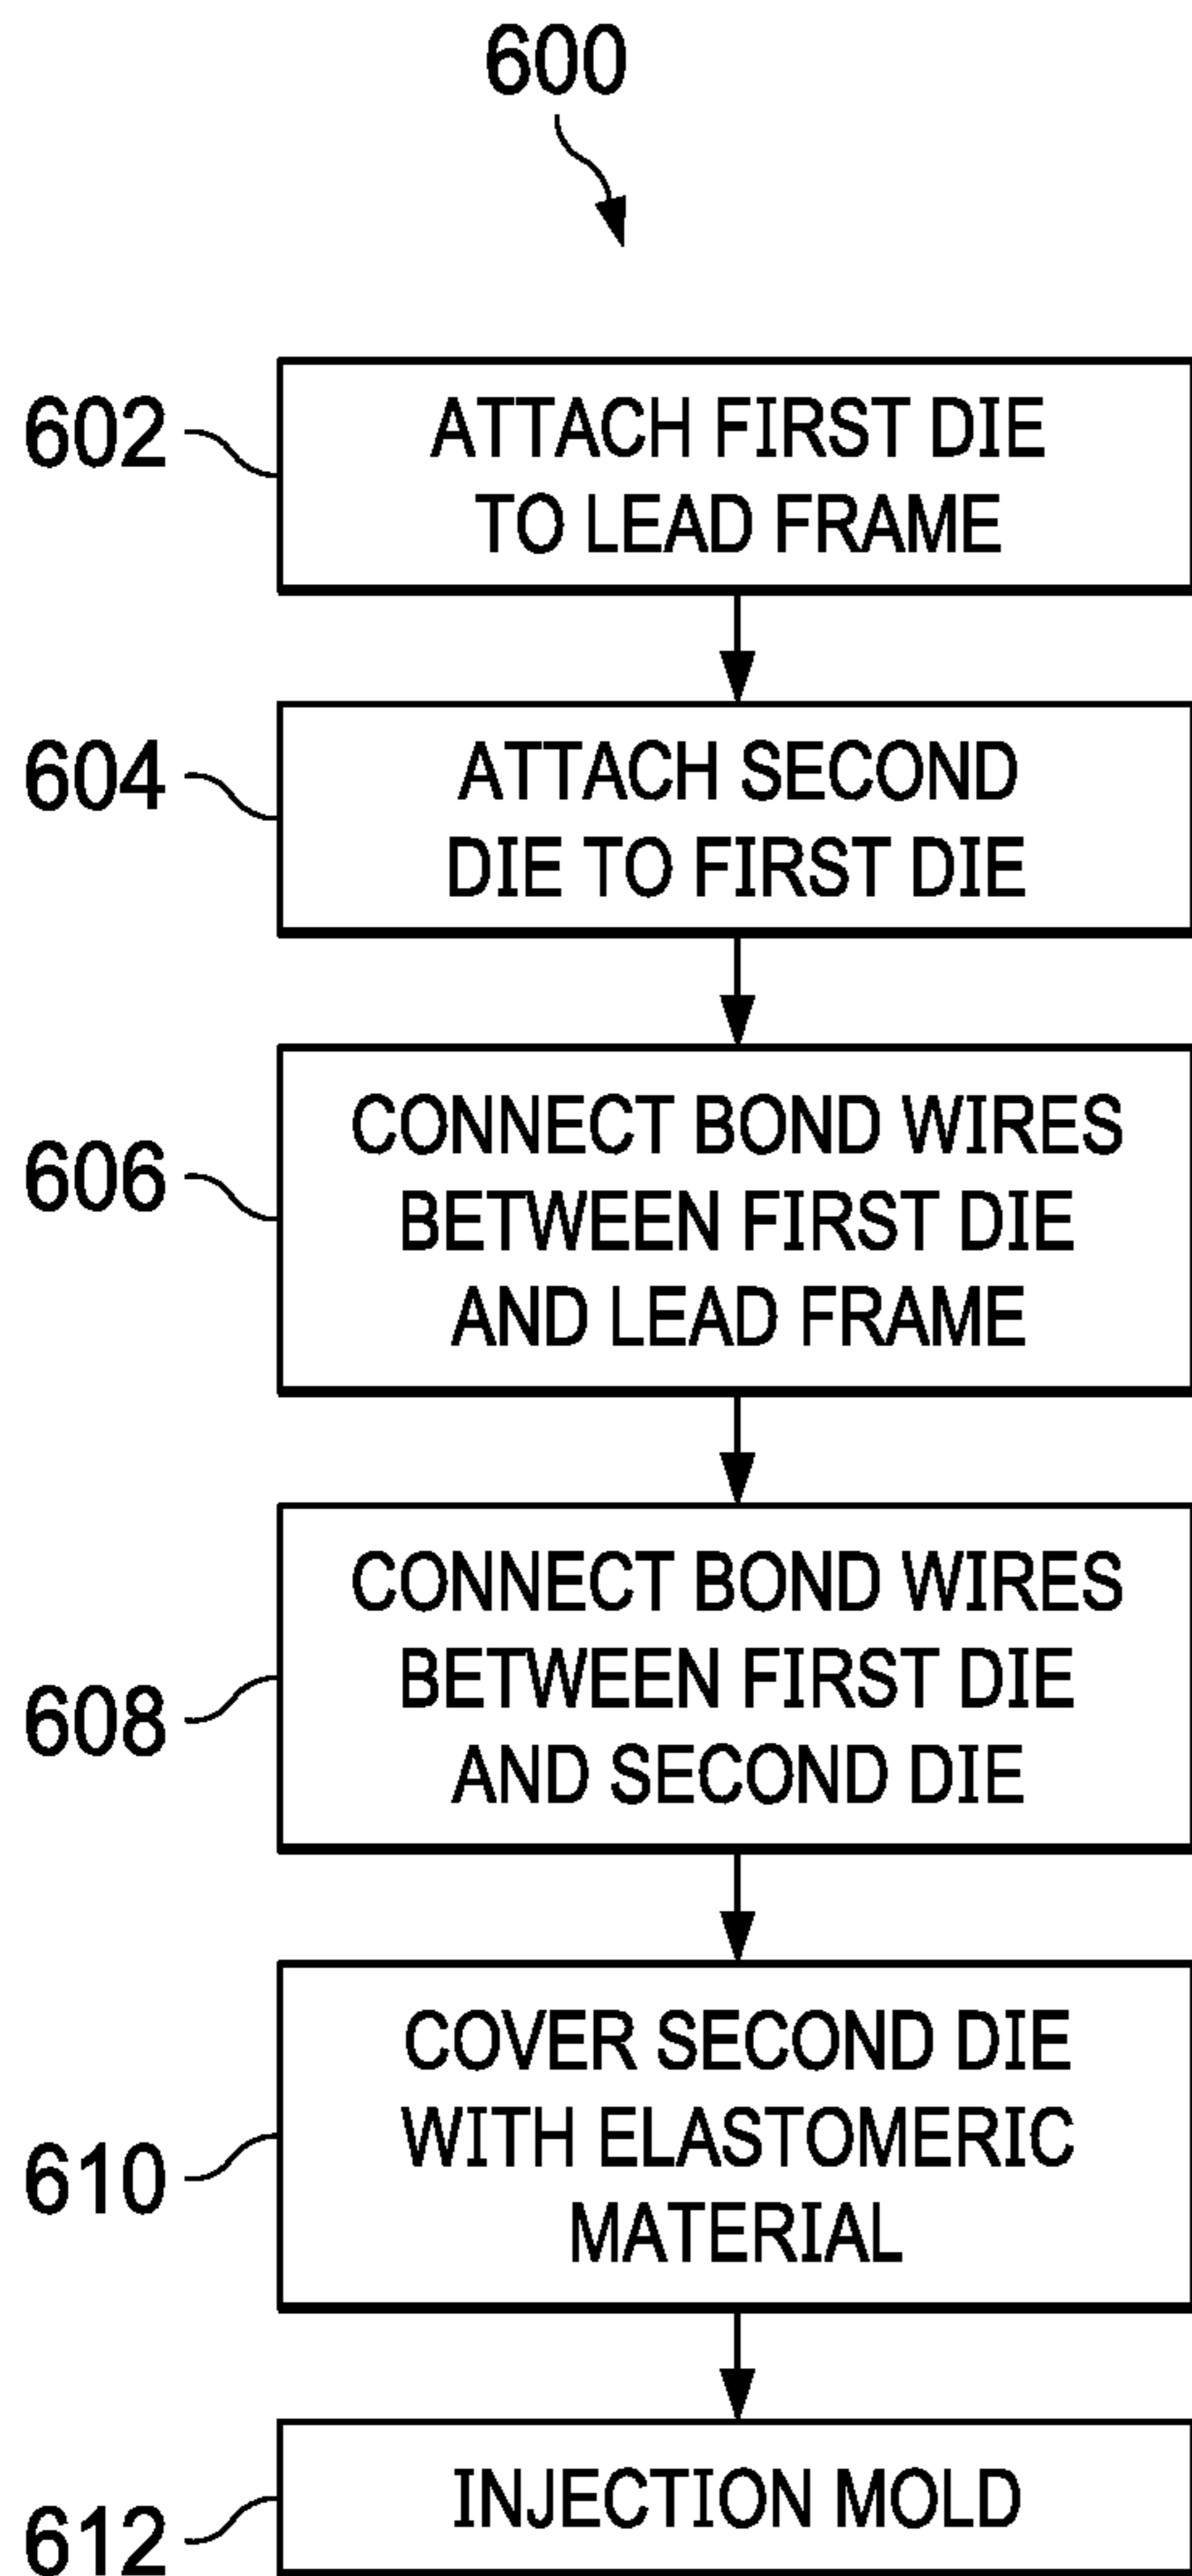 600
602
ATTACH FIRST DIE
TO LEAD FRAME
604
ATTACH SECOND
DIE TO FIRST DIE
606
CONNECT BOND WIRES
BETWEEN FIRST DIE
AND LEAD FRAME
608
CONNECT BOND WIRES
BETWEEN FIRST DIE
AND SECOND DIE
610
COVER SECOND DIE
WITH ELASTOMERIC
MATERIAL
612
INJECTION MOLD